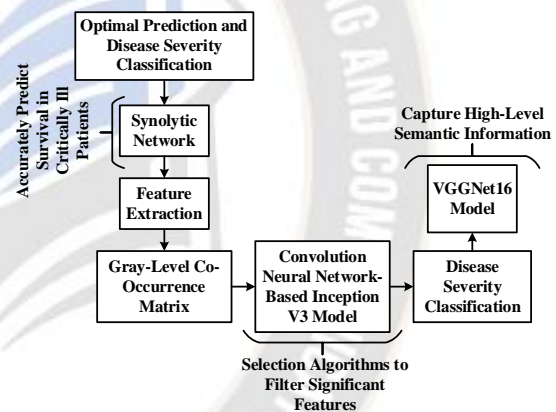 Optimal Prediction and
Disease Severity
Classification
Accurately Predict
Survival in
Critically Ill
Patients
Synolytic
Network
Feature
Extraction
Gray-Level Co-
Occurrence
Matrix
Convolution
Neural Network-
Based Inception
V3 Model
Selection Algorithms to
Filter Significant
Features
Disease
Severity
Classification
VGGNet16
Model
Capture High-Level
Semantic Information
AND COM